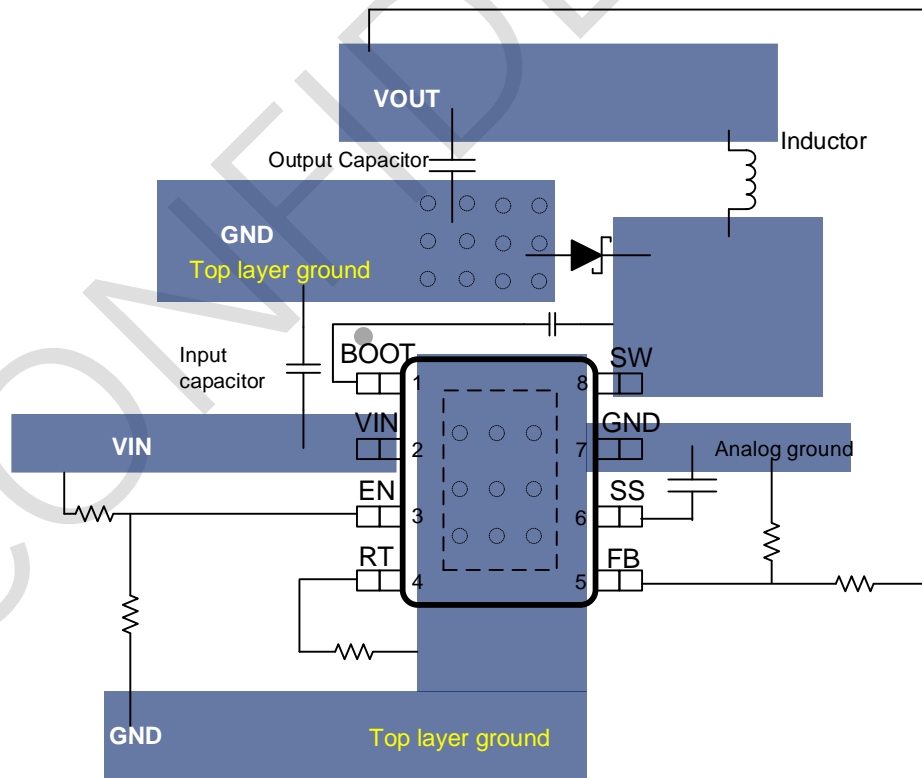 VOUT
Inductor
Output Capacitor
GND
Top layer ground
Input
capacitor
BOOT
SW
1
8
VIN
VIN
GND
2
7
Analog ground
EN
SS
3
6
RT
FB
4
5
GND
Top layer ground